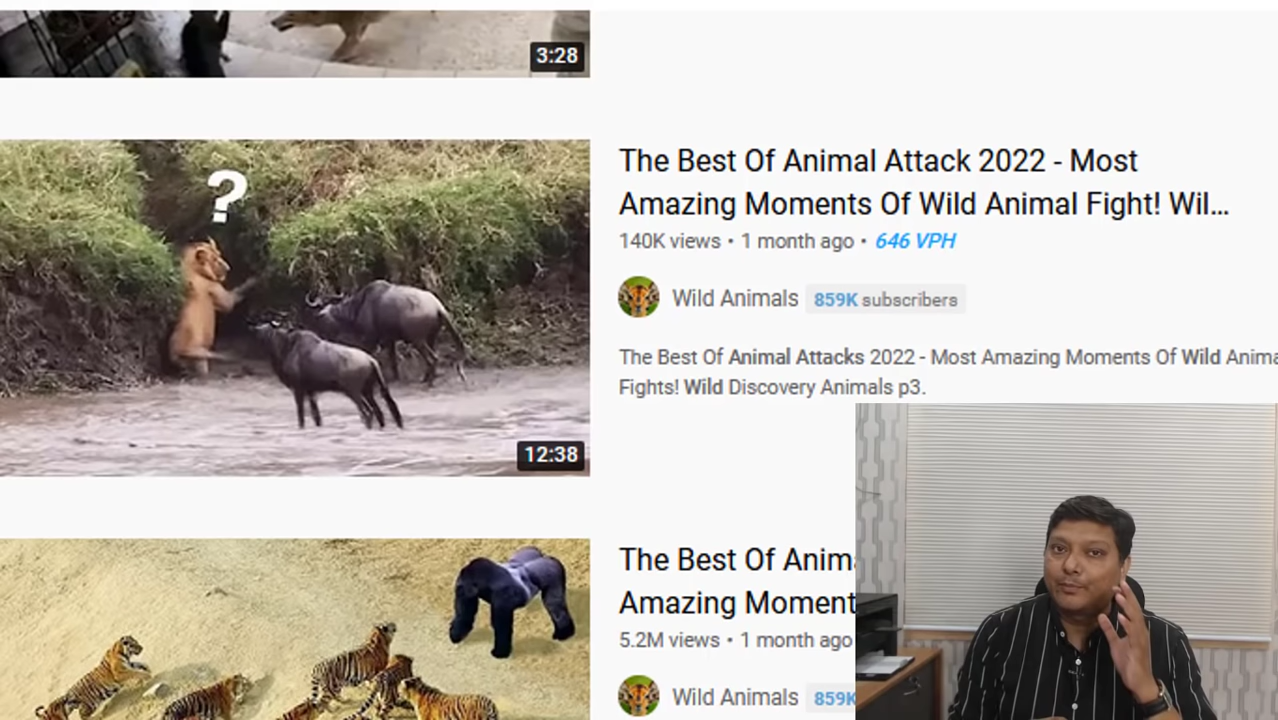 3:28
?
12:38
The Best Of Animal Attack 2022 - Most
Amazing Moments Of Wild Animal Fight! Wil...
140K views • 1 month ago • 646 VPH
Wild Animals 859K subscribers
The Best Of Animal Attacks 2022 - Most Amazing Moments Of Wild Anima
Fights! Wild Discovery Animals p3.
The Best Of Anim
Amazing Moment
5.2M views • 1 month ago
Wild Animals 859K